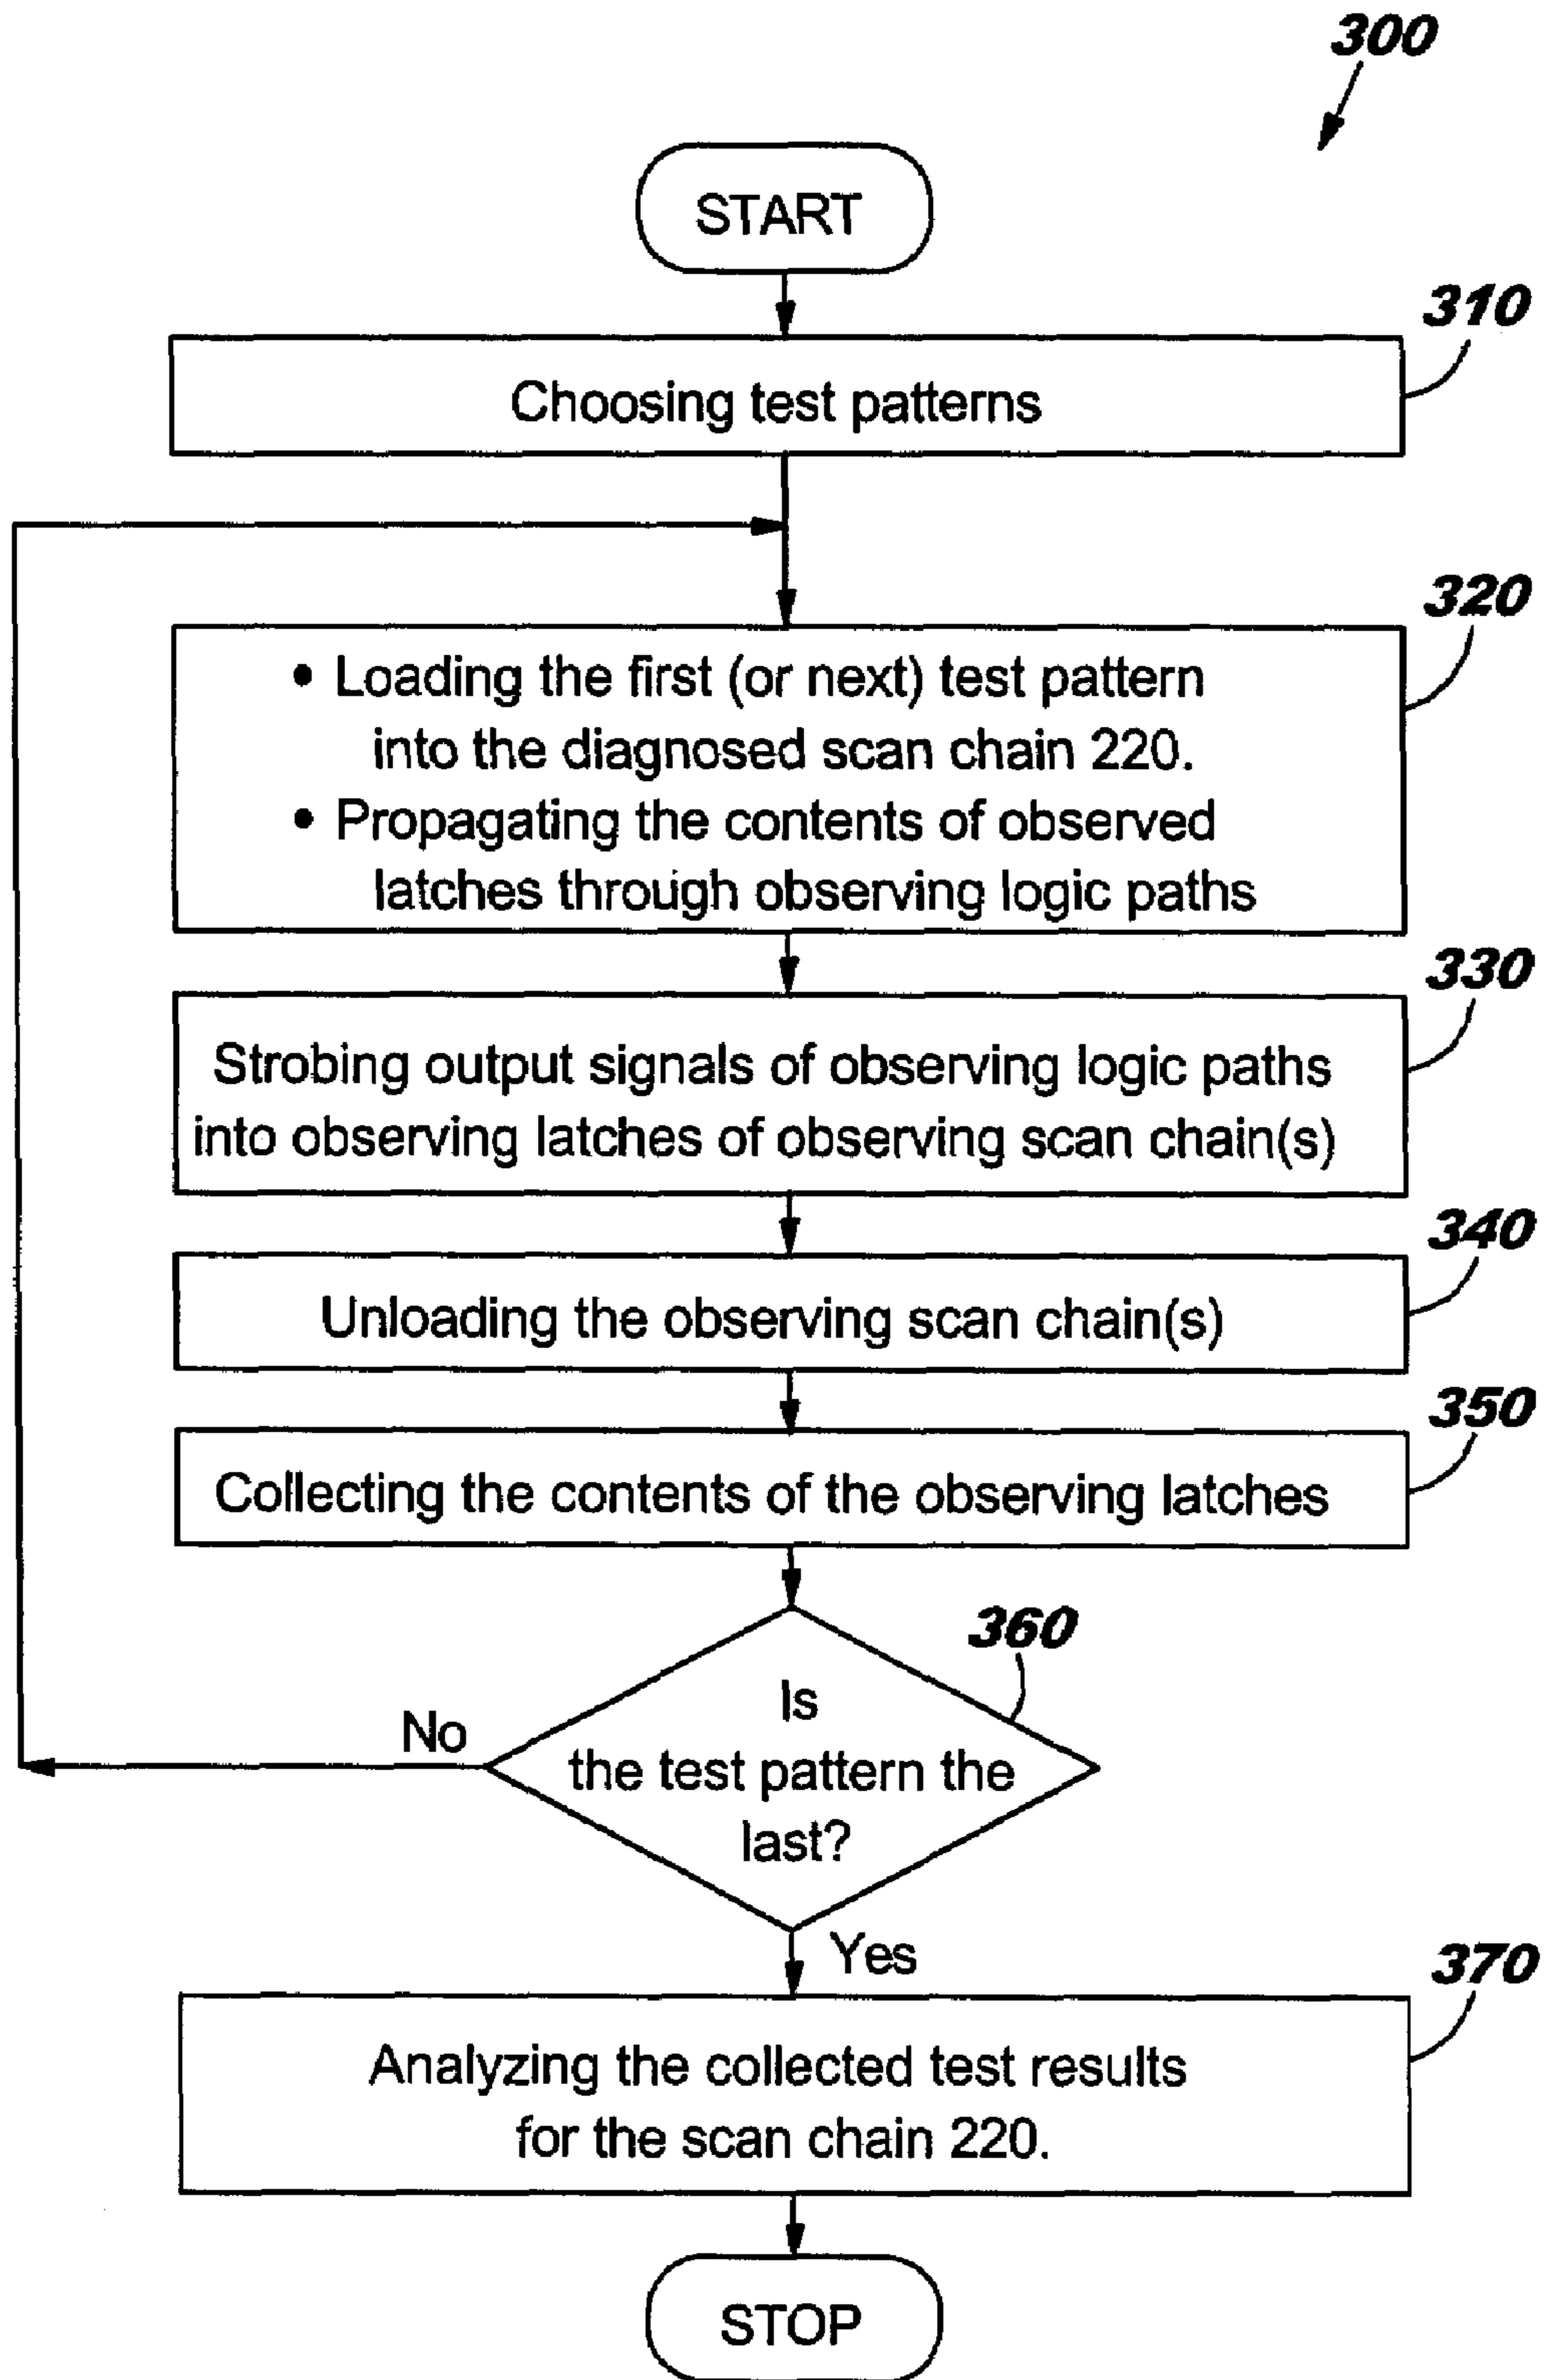 300
START
310
Choosing test patterns
320
• Loading the first (or next) test pattern
into the diagnosed scan chain 220.
• Propagating the contents of observed
latches through observing logic paths
330
Strobing output signals of observing logic paths
into observing latches of observing scan chain(s)
340
Unloading the observing scan chain(s)
350
Collecting the contents of the observing latches
360
Is
the test pattern the
last?
No
Yes
370
Analyzing the collected test results
for the scan chain 220.
STOP